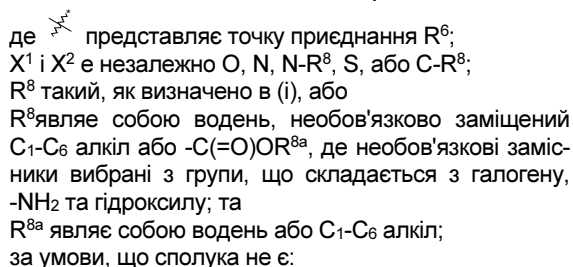 де представляє точку приєднання R⁶;
X¹ і X² е незалежно O, N, N-R⁸, S, або C-R⁸;
R⁸ такий, як визначено в (i), або
R⁸являе собою водень, необов'язково заміщений
C₁-C₆ алкіл або -C(=O)OR⁸ᵃ, де необов'язкові заміс-
ники вибрані з групи, що складається з галогену,
-NH₂ та гідроксилу; та
R⁸ᵃ являє собою водень або C₁-C₆ алкіл;
за умови, що сполука не є: